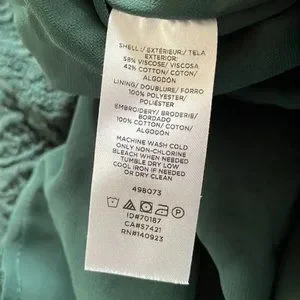 SHELL:/EXTÉRIEUR:/TELA
EXTERIOR:
58% VISCOSE/VISCOSA
42% COTTON/COTON/
ALGODÓN
LINING/DOUBLURE/FORRO
100% POLYESTER/
POLIÉSTER
EMBROIDERY/BRODERIE/
BORDADO
100% COTTON/COTON/
ALGODÓN
MACHINE WASH COLD
ONLY NON-CHLORINE
BLEACH WHEN NEEDED
TUMBLE DRY LOW
COOL IRON IF NEEDED
OR DRY CLEAN
498073
ID#70187
CA#57421
RN#140923